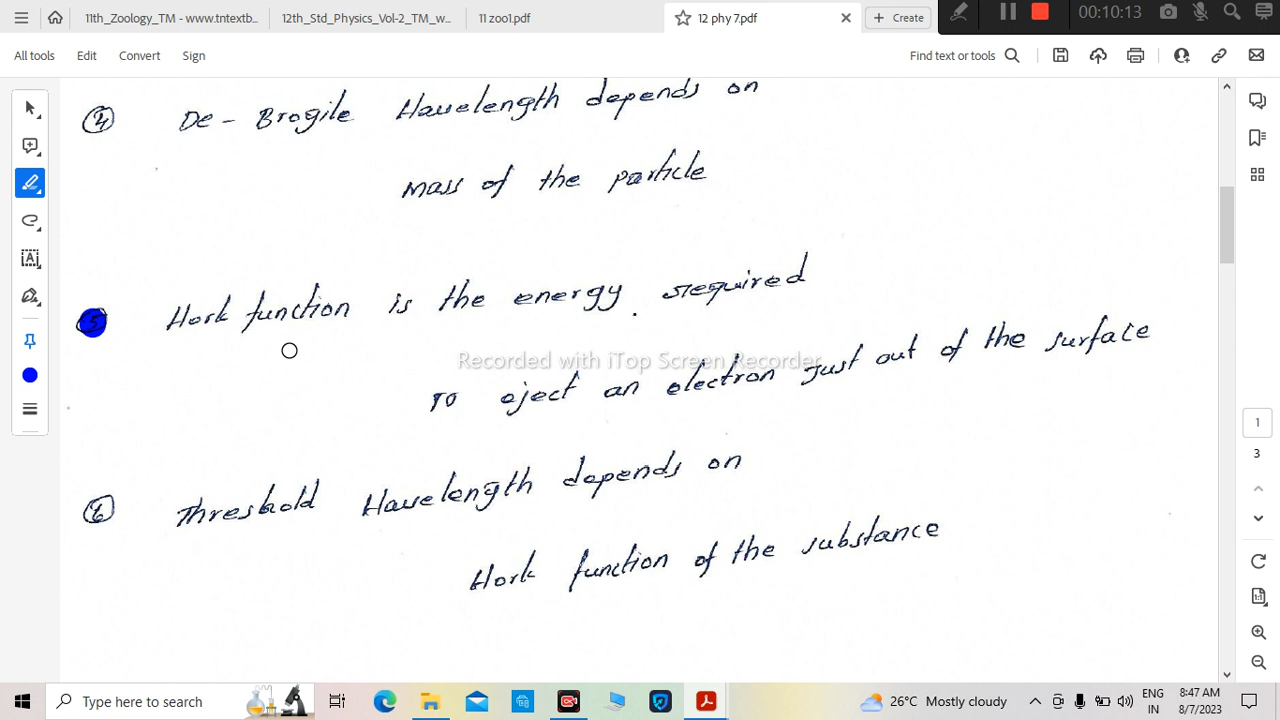 11th_Zoology_TM - www.tntextb...
12th_Std_Physics_Vol-2_TM_w...
11 zoo1.pdf
12 phy 7.pdf
Create
00:10:13
All tools
Edit
Convert
Sign
Find text or tools
4 De - Brogile Wavelength depends on
mass of the particle
5 Work function is the energy required
Recorded with iTop Screen Recorder
To eject an electron Just out of the surface
6 Threshold Wavelength depends on
Work function of the substance
1
3
Type here to search
26°C Mostly cloudy
ENG
IN
8:47 AM
8/7/2023